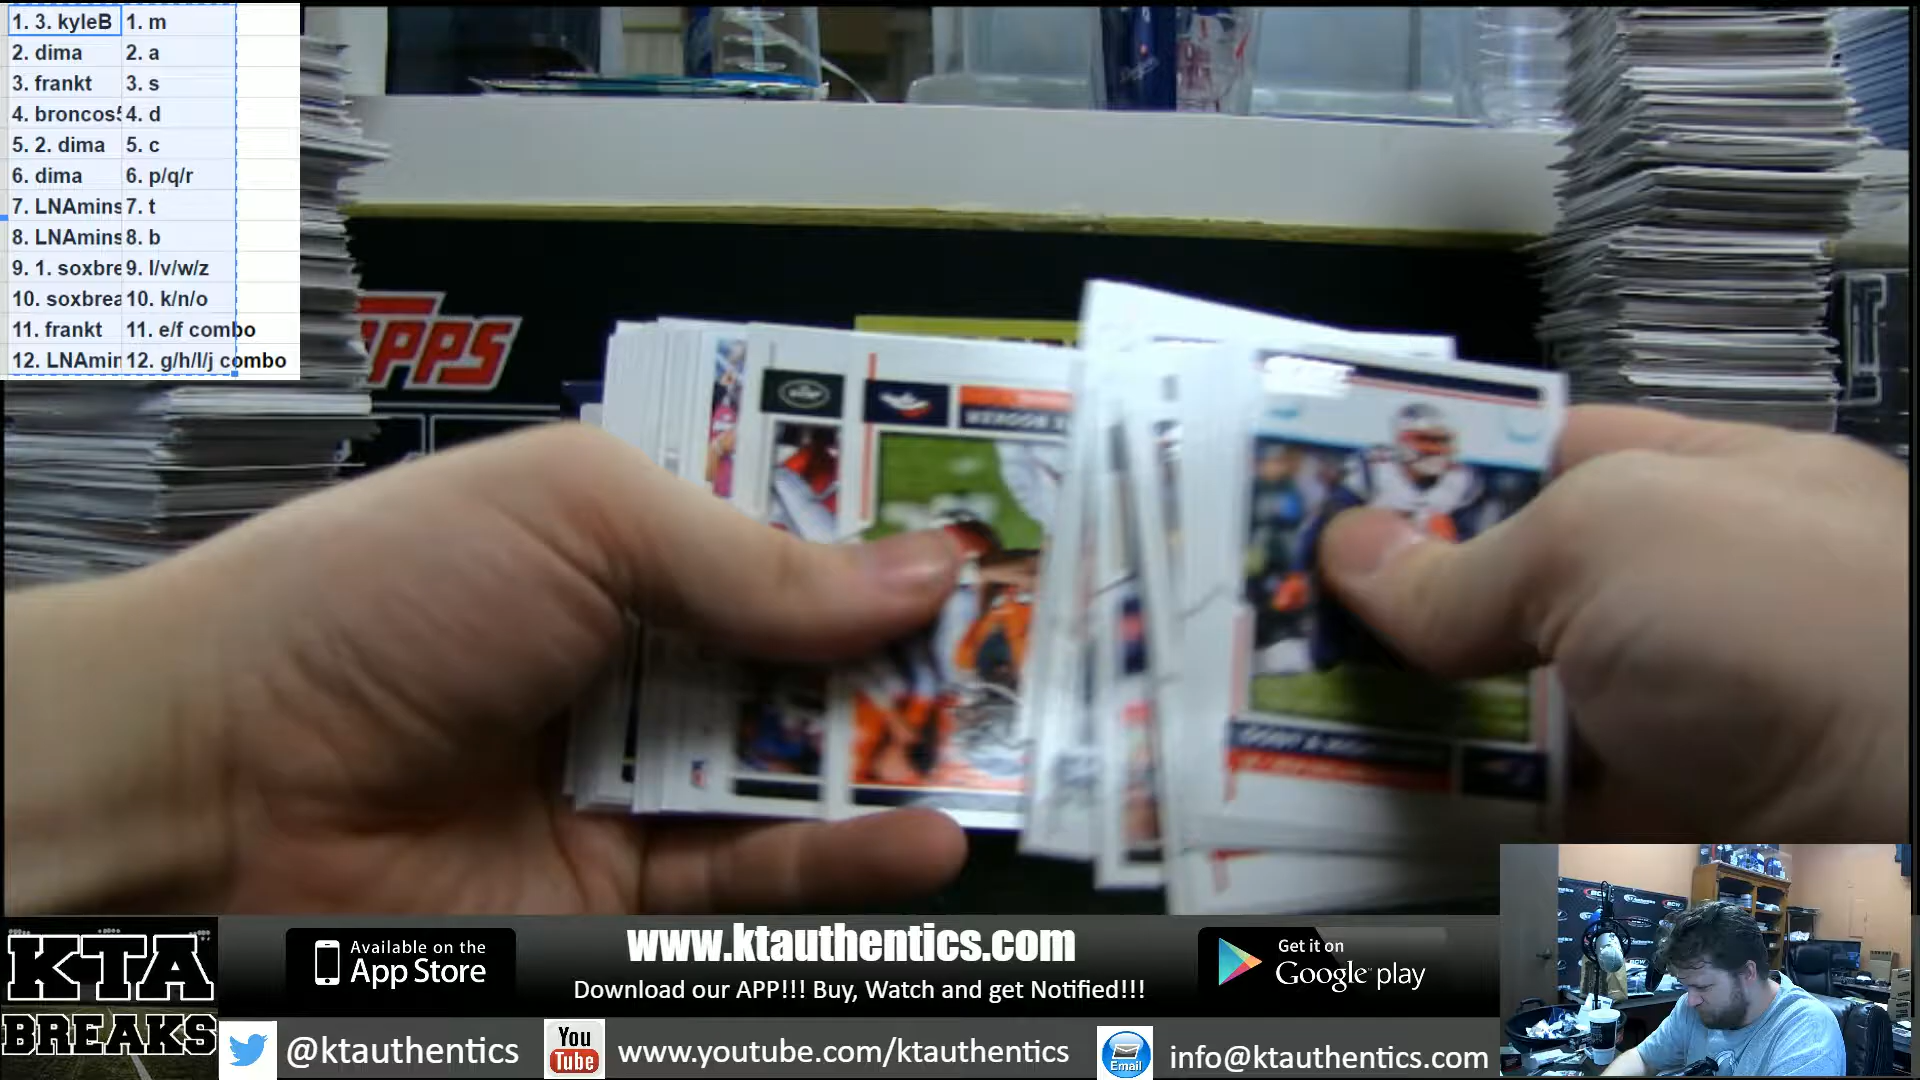 1. 3. kyleB 1. m
2. dima 2. a
3. frankt 3. s
4. broncos5 4. d
5. 2. dima 5. c
6. dima 6. p/q/r
7. LNAmins 7. t
8. LNAmins 8. b
9. 1. soxbre 9. l/v/w/z
10. soxbrea 10. k/n/o
11. frankt 11. e/f combo
12. LNAmin 12. g/h/l/j combo
PPS
KTA
BREAKS
Available on the
App Store
www.ktauthentics.com
Download our APP!!! Buy, Watch and get Notified!!!
Get it on
Google play
@ktauthentics
You
Tube
www.youtube.com/ktauthentics
Email
info@ktauthentics.com